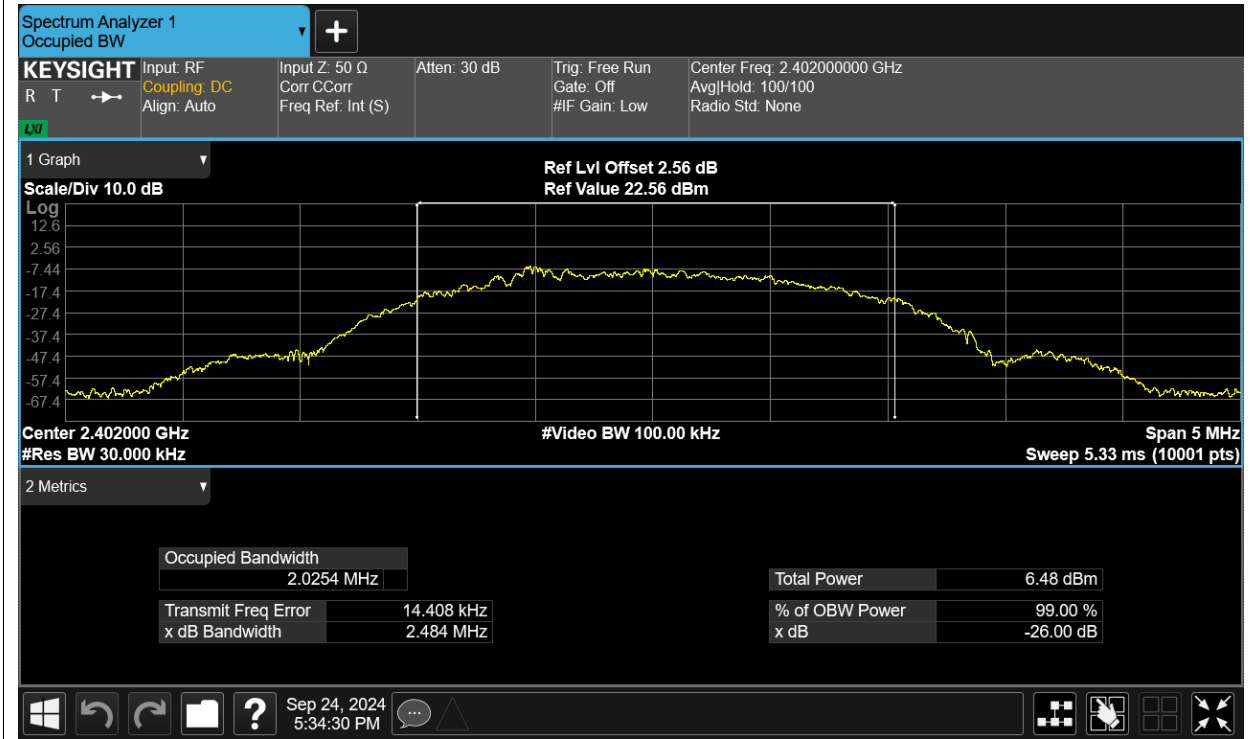 Spectrum Analyzer 1
Occupied BW
KEYSIGHT
R T
LXI
Input: RF
Coupling: DC
Align: Auto
Input Z: 50 Ω
Corr CCorr
Freq Ref: Int (S)
Atten: 30 dB
Trig: Free Run
Gate: Off
#IF Gain: Low
Center Freq: 2.402000000 GHz
Avg|Hold: 100/100
Radio Std: None
1 Graph
Scale/Div 10.0 dB
Ref Lvl Offset 2.56 dB
Ref Value 22.56 dBm
Log
12.6
2.56
-7.44
-17.4
-27.4
-37.4
-47.4
-57.4
-67.4
Center 2.402000 GHz
#Video BW 100.00 kHz
Span 5 MHz
#Res BW 30.000 kHz
Sweep 5.33 ms (10001 pts)
2 Metrics
Occupied Bandwidth
2.0254 MHz
Total Power 6.48 dBm
Transmit Freq Error 14.408 kHz
% of OBW Power 99.00 %
x dB Bandwidth 2.484 MHz
x dB -26.00 dB
?
Sep 24, 2024
5:34:30 PM